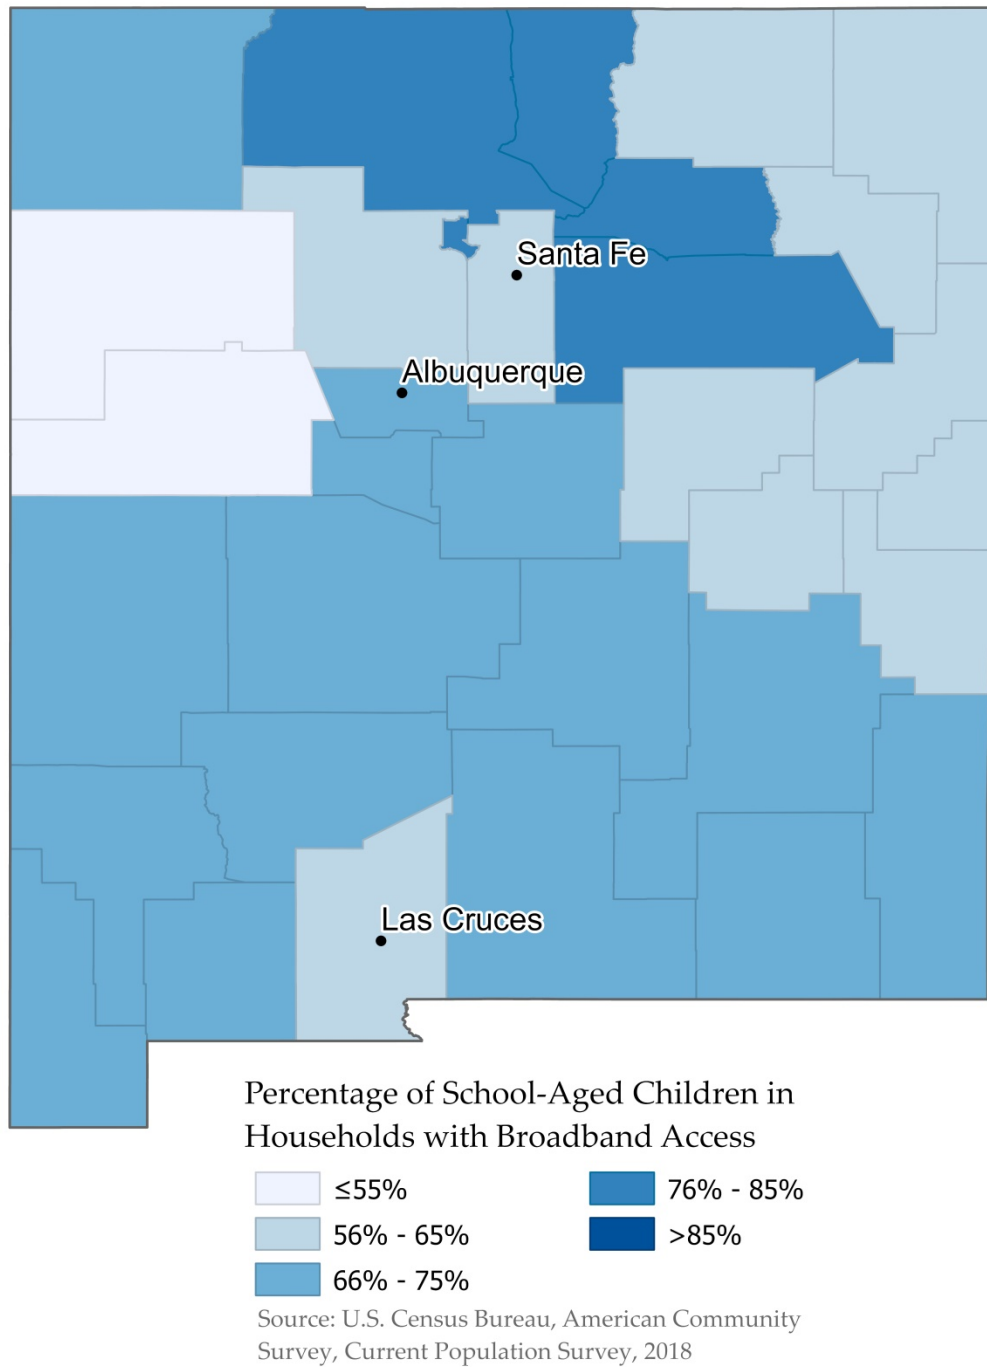 Santa Fe
Albuquerque
Las Cruces
Percentage of School-Aged Children in
Households with Broadband Access
≤55%
56% - 65%
66% - 75%
76% - 85%
>85%
Source: U.S. Census Bureau, American Community
Survey, Current Population Survey, 2018